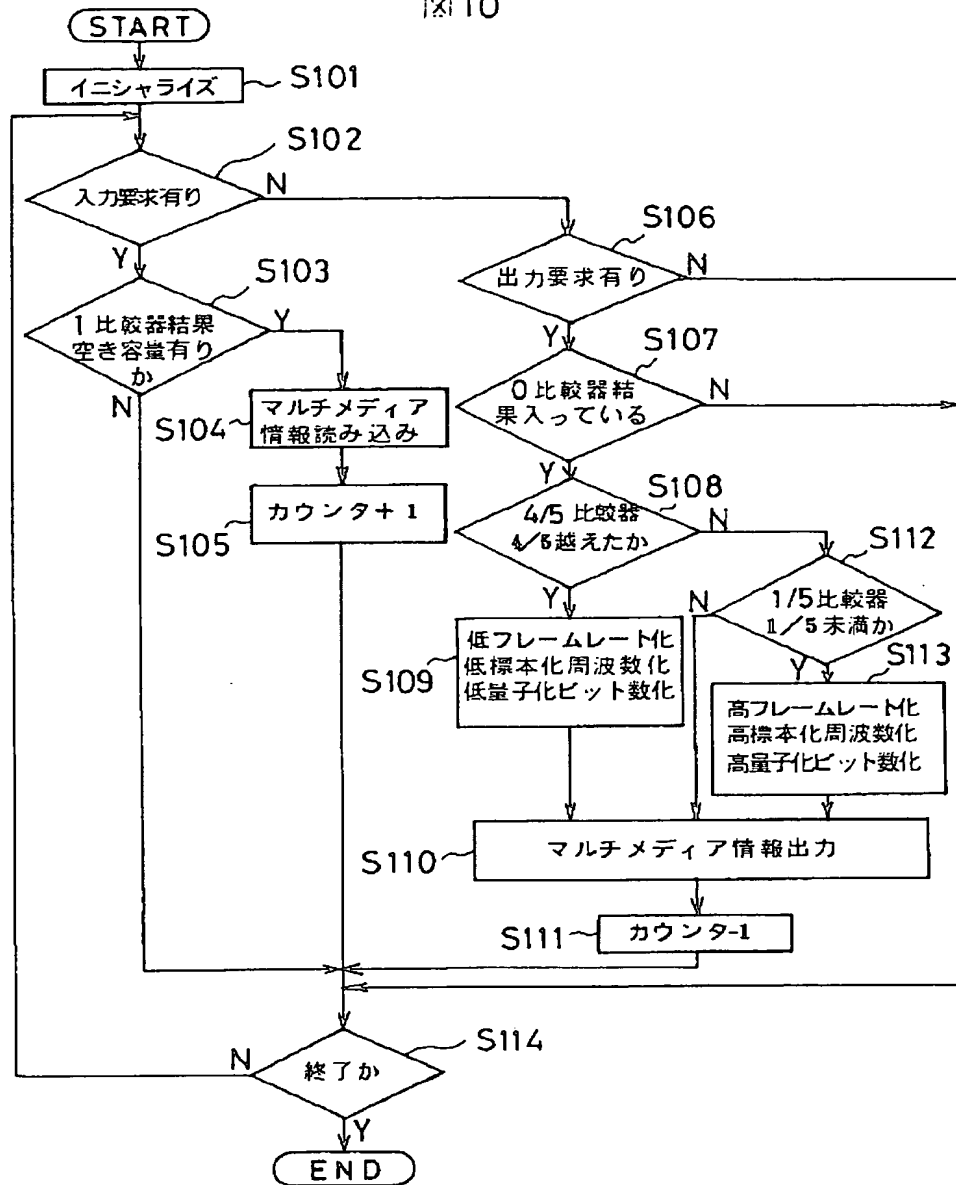 図10
START
イニシャライズ
S101
S102
入力要求有り
N
Y
S103
1比較器結果
空き容量有り
か
Y
N
S104
マルチメディア
情報読み込み
S105
カウンタ+1
S106
出力要求有り
N
Y
S107
0比較器結
果入っている
N
Y
S108
4/5比較器
4/5越えたか
N
Y
S112
1/5比較器
1/5未満か
N
Y
S109
低フレームレート化
低標本化周波数化
低量子化ビット数化
S113
高フレームレート化
高標本化周波数化
高量子化ビット数化
S110
マルチメディア情報出力
S111
カウンタ-1
S114
終了か
N
Y
END